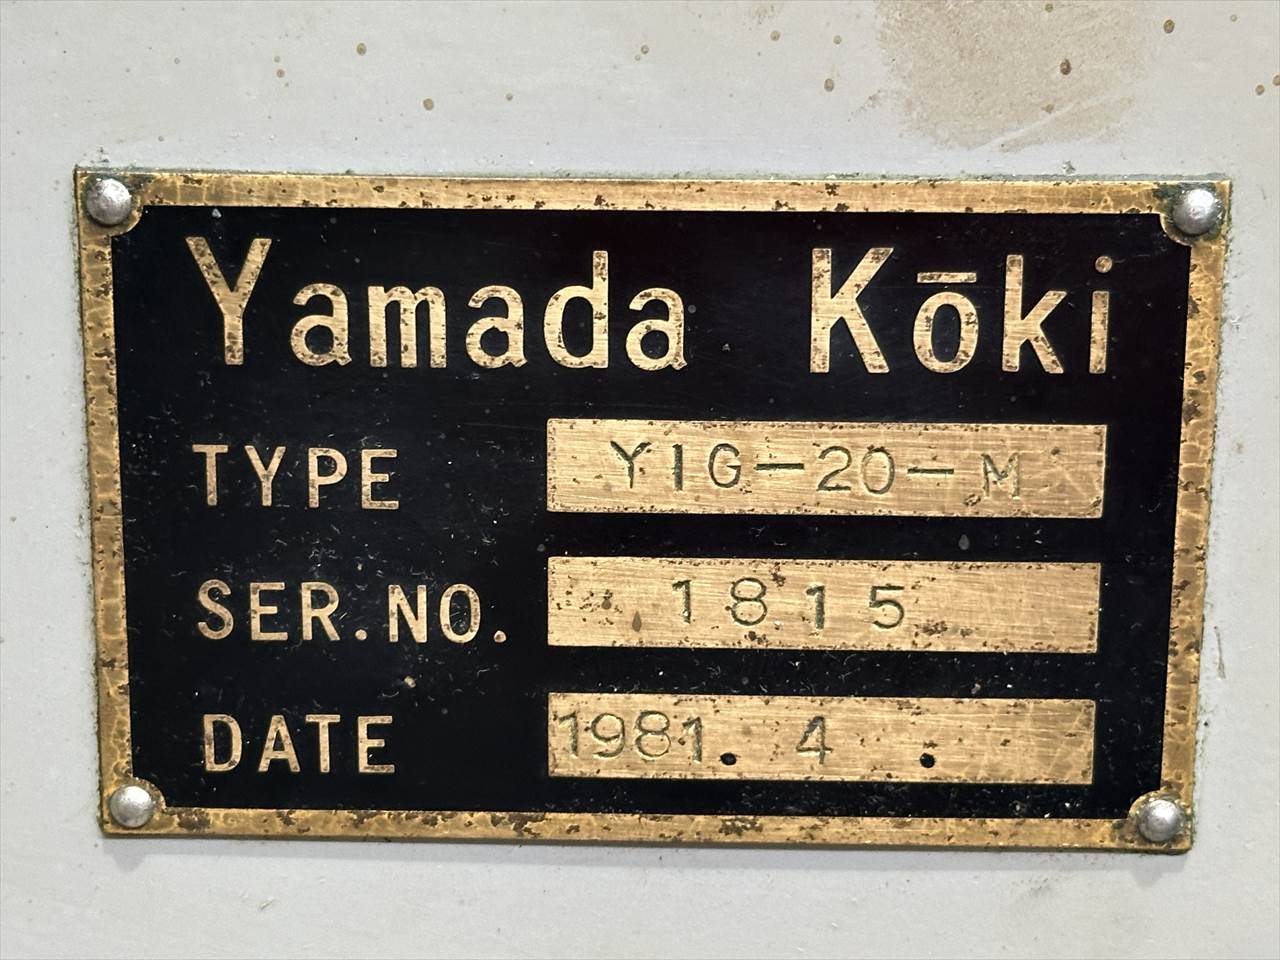 Yamada Kōki
TYPE YIG-20-M
SER.NO. 1815
DATE 1981. 4 .